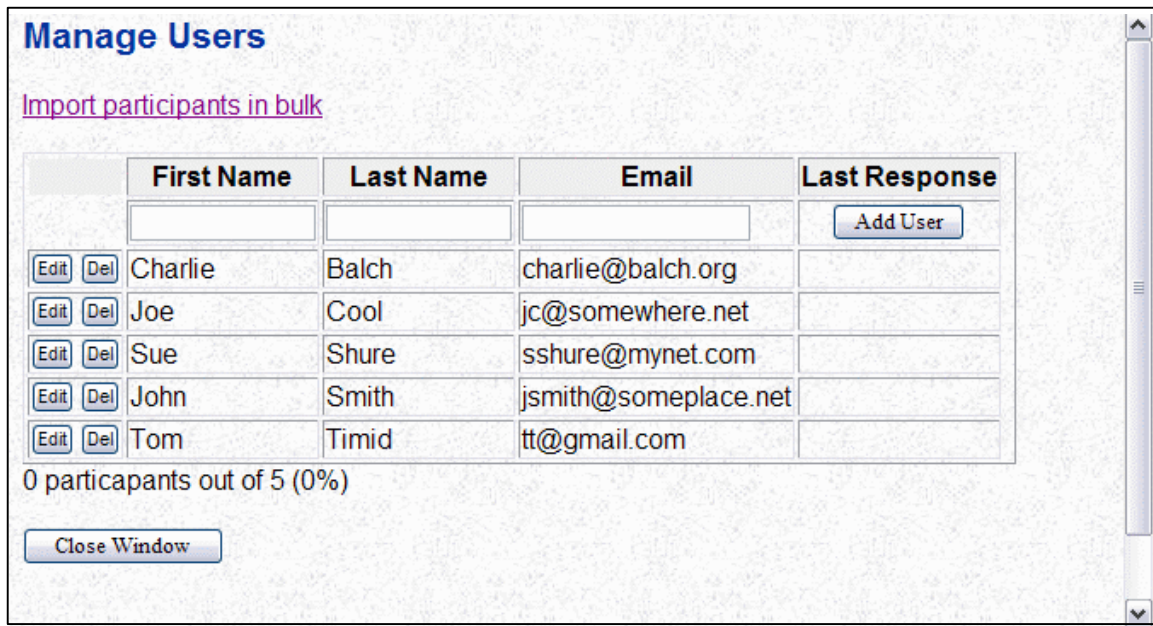 Manage Users
Import participants in bulk
First Name Last Name Email Last Response
Add User
Edit Del Charlie Balch charlie@balch.org
Edit Del Joe Cool jc@somewhere.net
Edit Del Sue Shure sshure@mynet.com
Edit Del John Smith jsmith@someplace.net
Edit Del Tom Timid tt@gmail.com
0 particapants out of 5 (0%)
Close Window